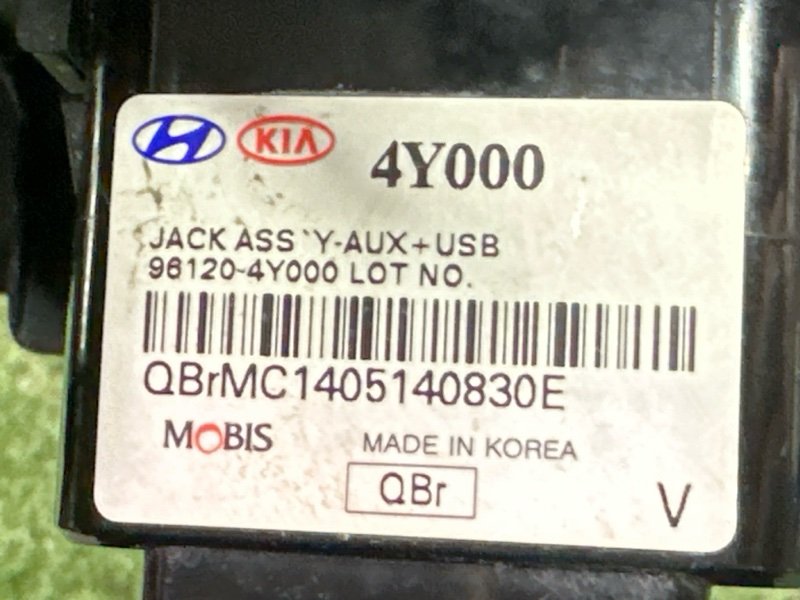 KIA 4Y000
JACK ASS`Y-AUX+USB
96120-4Y000 LOT NO.
QBrMC1405140830E
MOBIS MADE IN KOREA
QBr
V